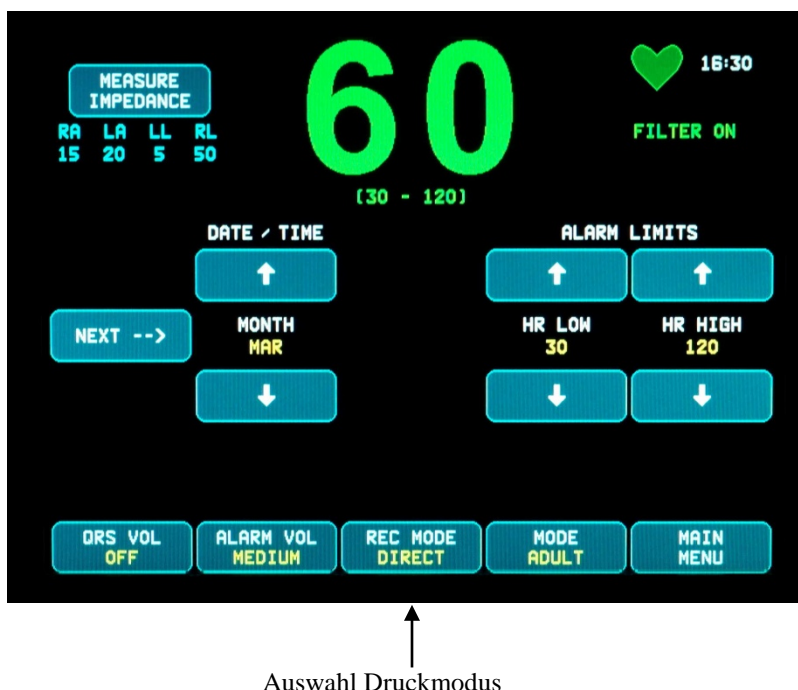 MEASURE
IMPEDANCE
RA LA LL RL
15 20 5 50
60
(30 - 120)
16:30
FILTER ON
DATE / TIME
ALARM LIMITS
NEXT -->
MONTH
MAR
HR LOW
30
HR HIGH
120
QRS VOL
OFF
ALARM VOL
MEDIUM
REC MODE
DIRECT
MODE
ADULT
MAIN
MENU
Auswahl Druckmodus